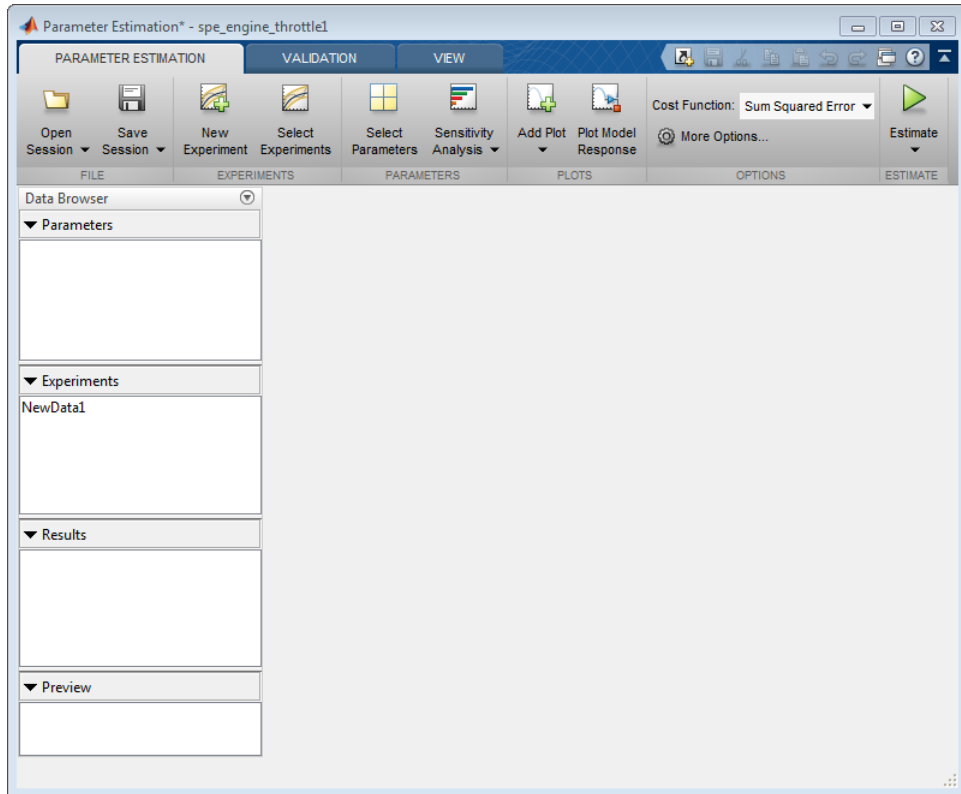 Parameter Estimation* - spe_engine_throttle1
PARAMETER ESTIMATION VALIDATION VIEW
Open Session Save Session New Experiment Select Experiments Select Parameters Sensitivity Analysis Add Plot Plot Model Response Cost Function: Sum Squared Error More Options... Estimate
FILE EXPERIMENTS PARAMETERS PLOTS OPTIONS ESTIMATE
Data Browser
Parameters
Experiments
NewData1
Results
Preview